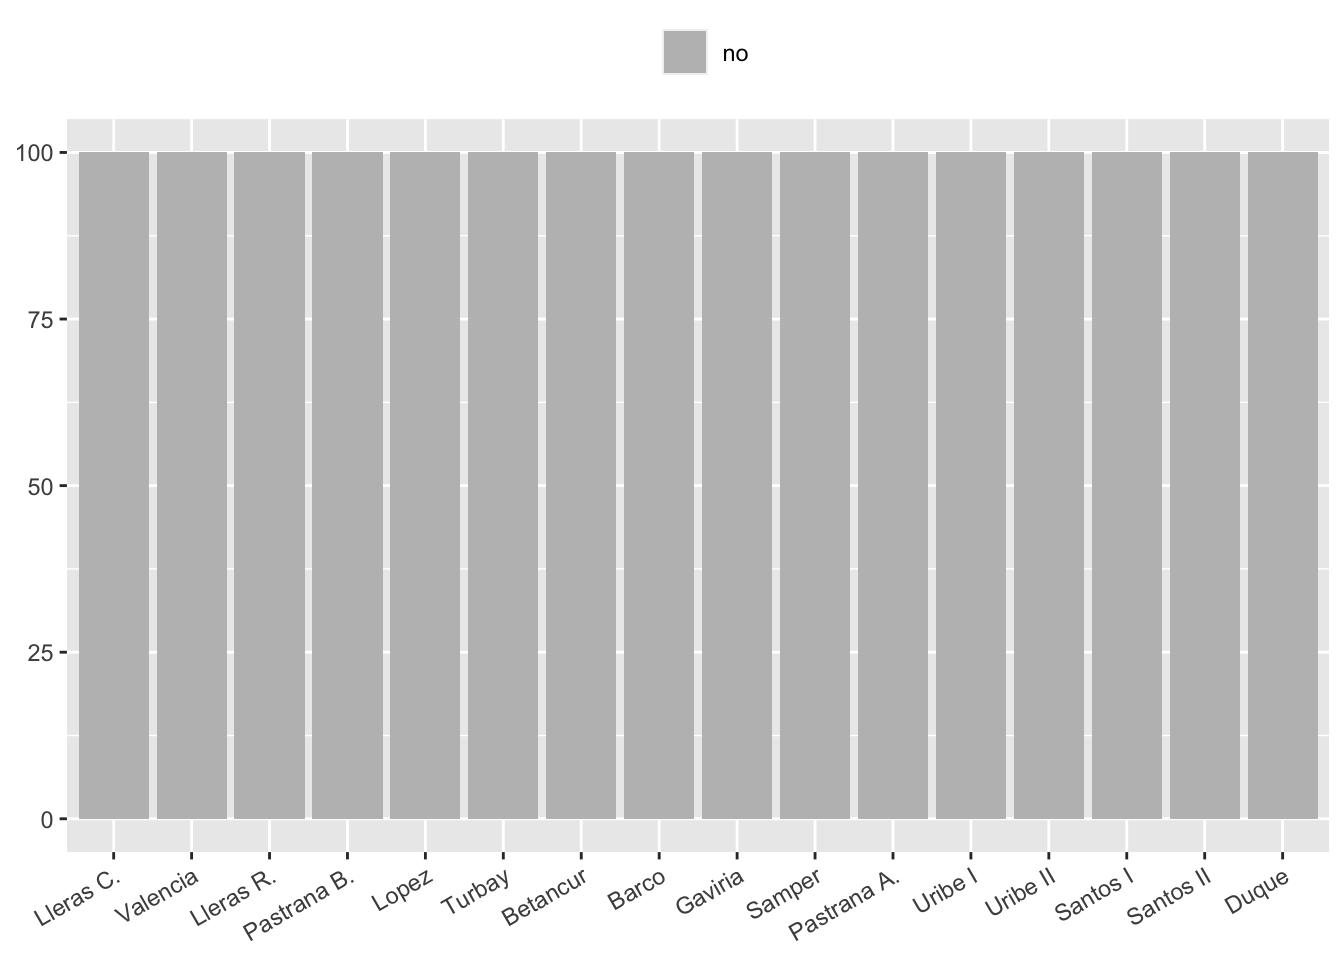 no
100
75
50
25
0
Lleras C.
Valencia
Lleras R.
Pastrana B.
Lopez
Turbay
Betancur
Barco
Gaviria
Samper
Pastrana A.
Uribe I
Uribe II
Santos I
Santos II
Duque